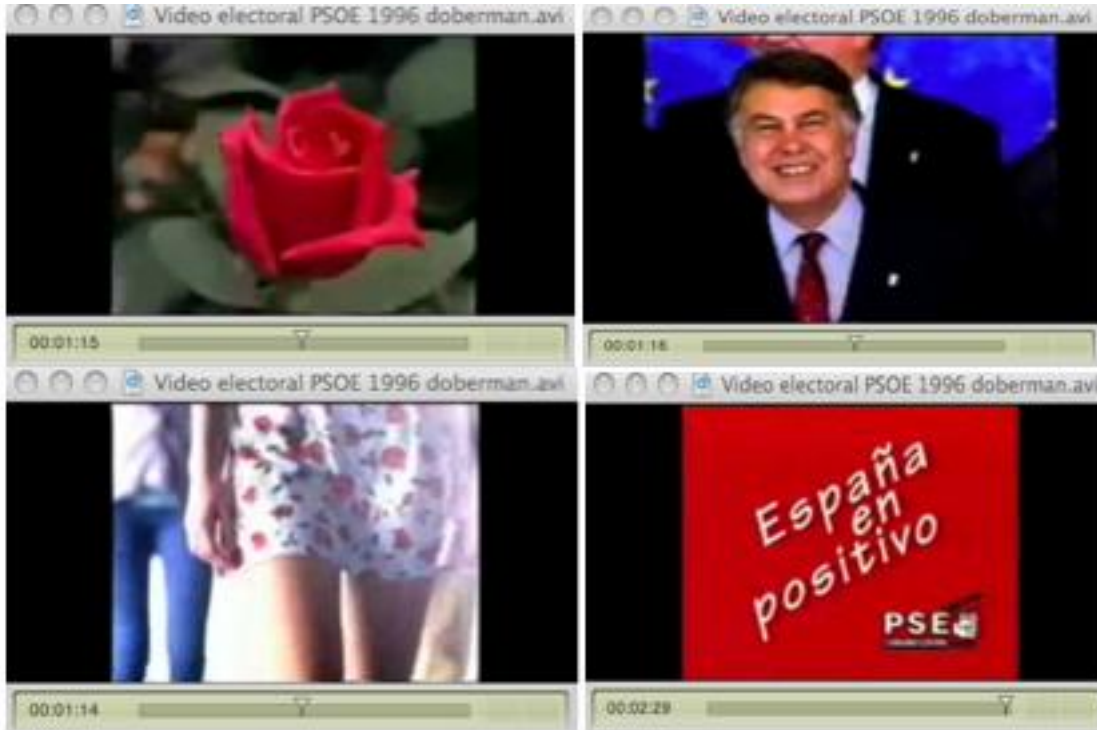 Video electoral PSOE 1996 doberman.avi
Video electoral PSOE 1996 doberman.avi
00:01:15
00:01:16
Video electoral PSOE 1996 doberman.avi
Video electoral PSOE 1996 doberman.avi
España
en
positivo
PSE
00:01:14
00:02:29